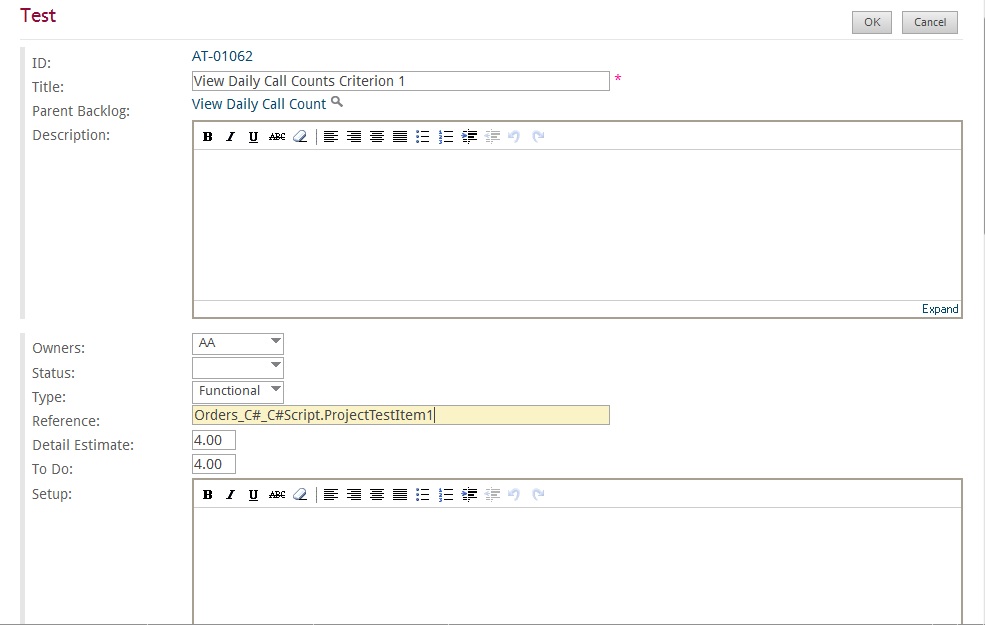 Test
OK Cancel
ID: AT-01062
Title: View Daily Call Counts Criterion 1 *
Parent Backlog: View Daily Call Count
Description: B I U ABC
Expand
Owners: AA
Status:
Type: Functional
Reference: Orders_C#_C#Script.ProjectTestItem1
Detail Estimate: 4.00
To Do: 4.00
Setup: B I U ABC